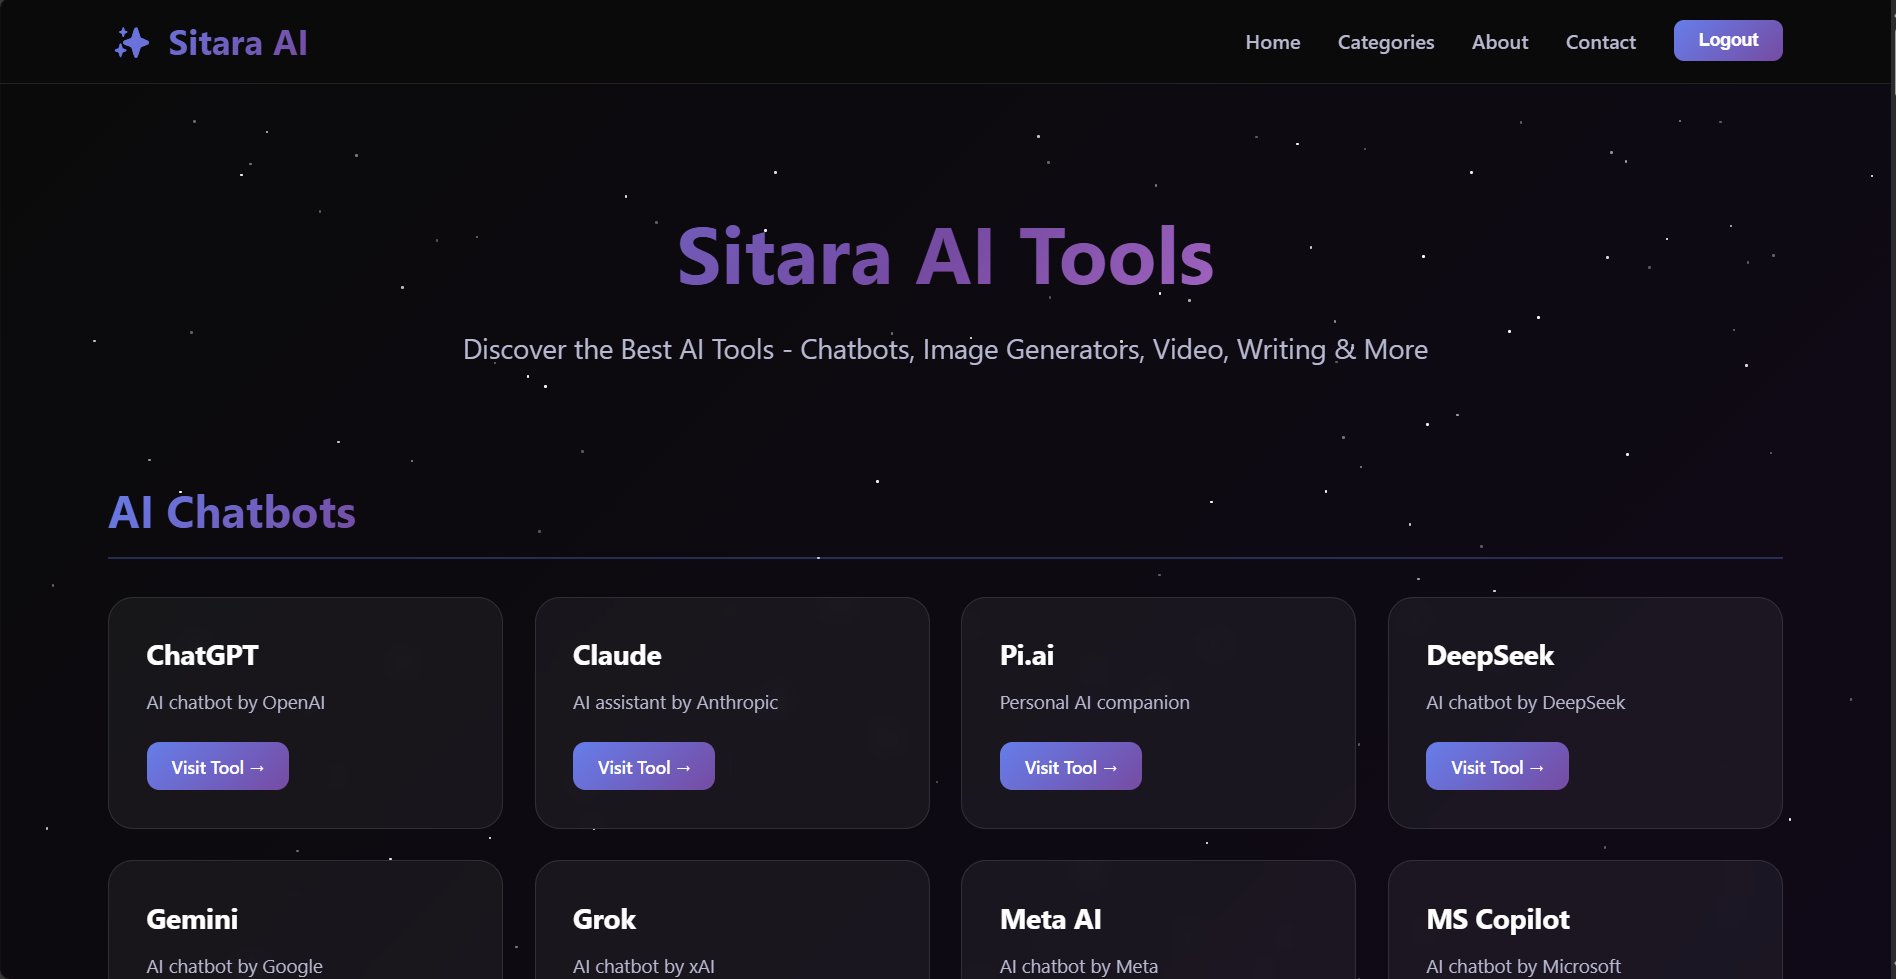 Sitara AI
Home
Categories
About
Contact
Logout
Sitara AI Tools
Discover the Best AI Tools - Chatbots, Image Generators, Video, Writing & More
AI Chatbots
ChatGPT
AI chatbot by OpenAI
Visit Tool →
Claude
AI assistant by Anthropic
Visit Tool →
Pi.ai
Personal AI companion
Visit Tool →
DeepSeek
AI chatbot by DeepSeek
Visit Tool →
Gemini
AI chatbot by Google
Grok
AI chatbot by xAI
Meta AI
AI chatbot by Meta
MS Copilot
AI chatbot by Microsoft